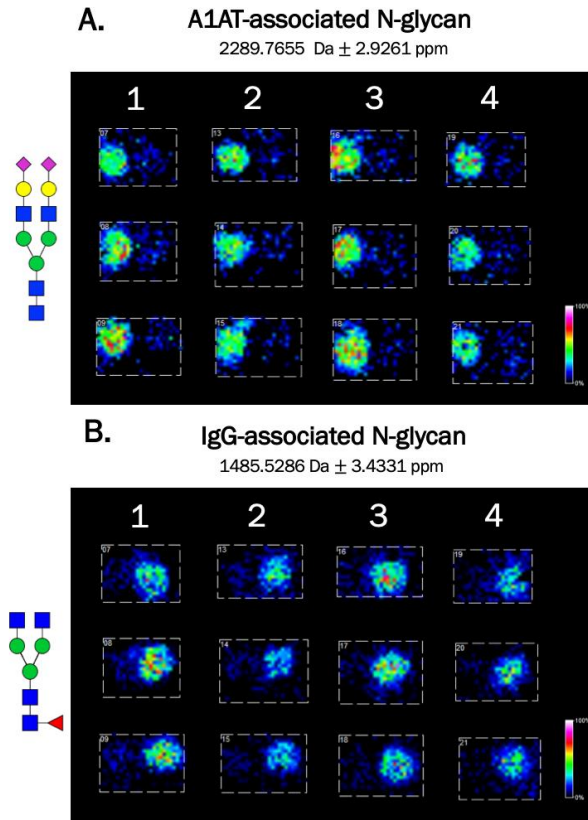 A.
A1AT-associated N-glycan
2289.7655 Da ± 2.9261 ppm
1 2 3 4
07 13 16 19
08 14 17 20
09 15 18 21
100%
0%
B.
IgG-associated N-glycan
1485.5286 Da ± 3.4331 ppm
1 2 3 4
07 13 16 19
08 14 17 20
09 15 18 21
100%
0%